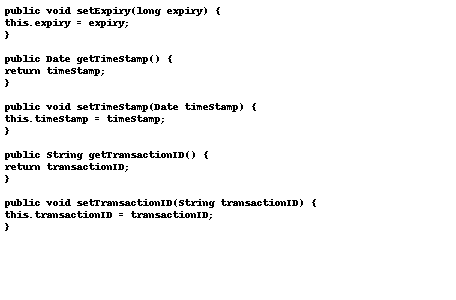 public void setExpiry(long expiry) {
this.expiry = expiry;
}

public Date getTimeStamp() {
return timeStamp;
}

public void setTimeStamp(Date timeStamp) {
this.timeStamp = timeStamp;
}

public String getTransactionID() {
return transactionID;
}

public void setTransactionID(String transactionID) {
this.transactionID = transactionID;
}